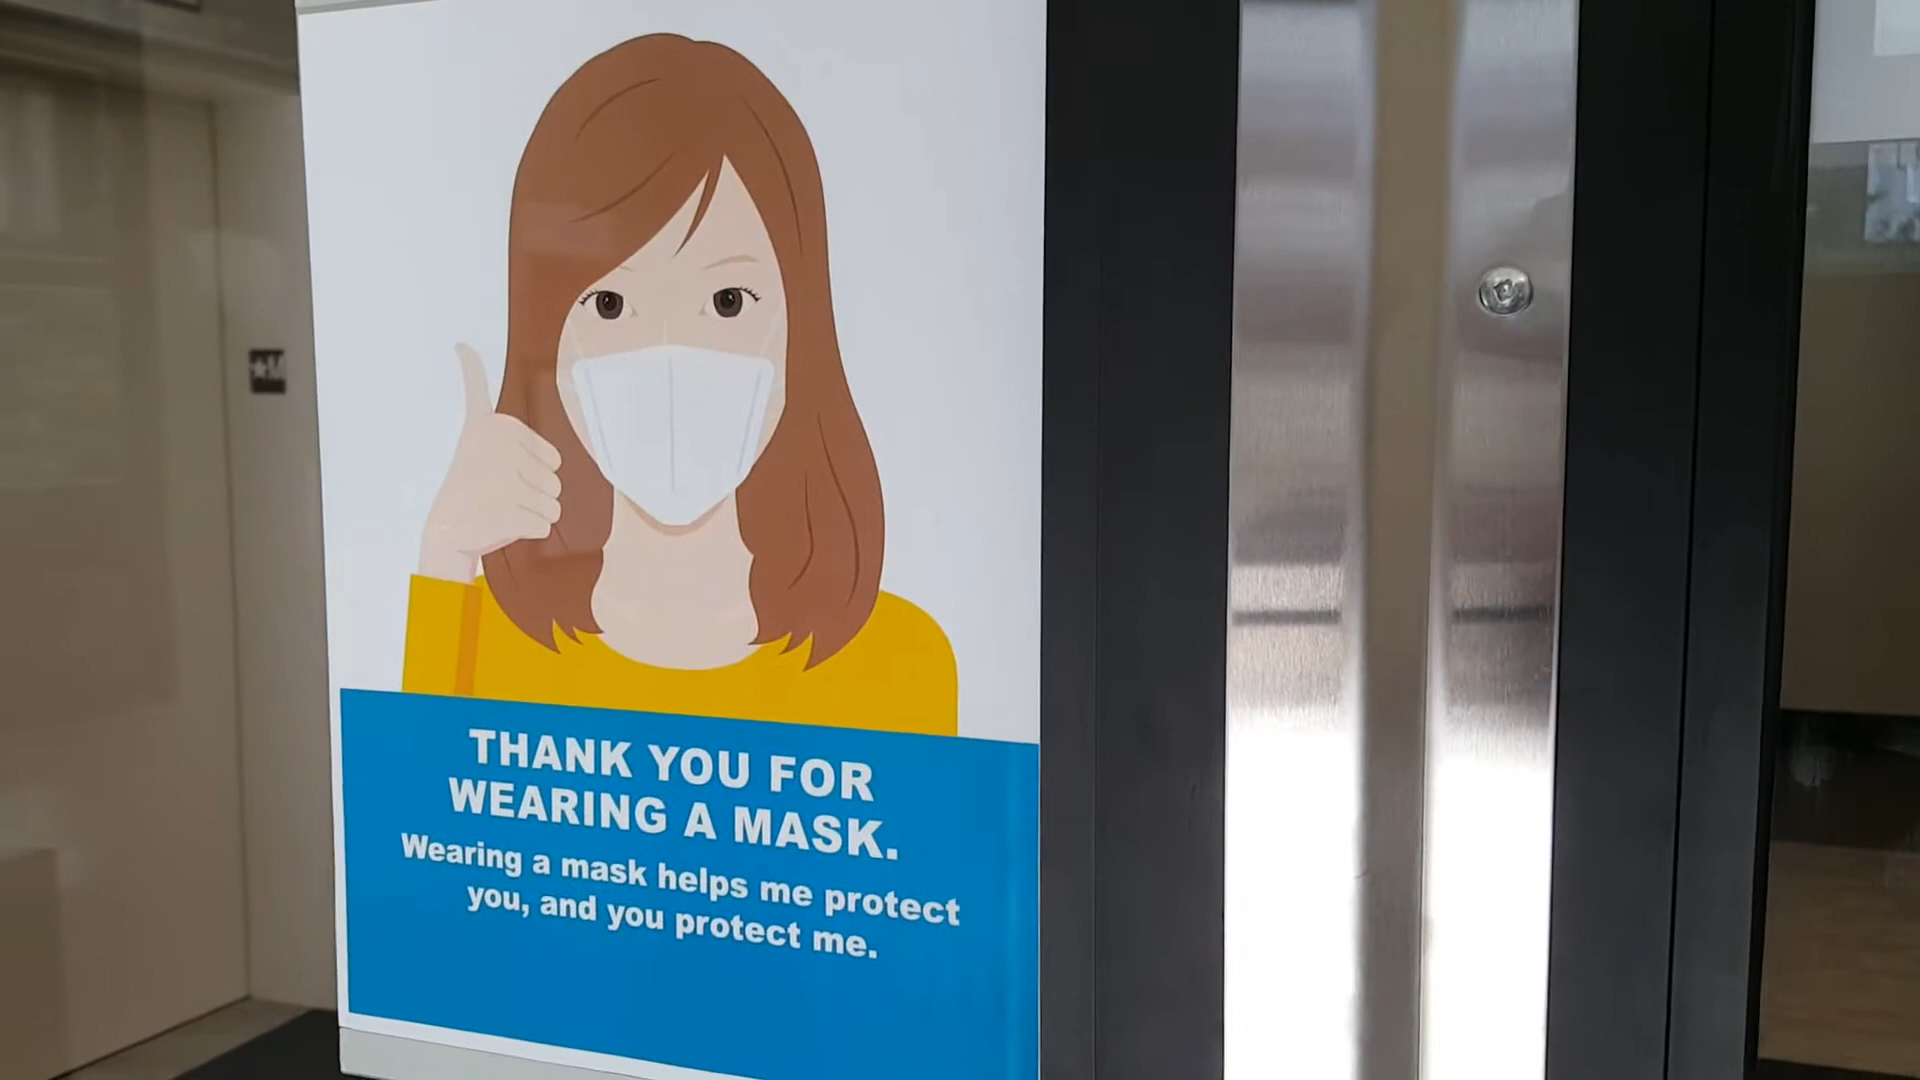 THANK YOU FOR
WEARING A MASK.
Wearing a mask helps me protect
you, and you protect me.
★M